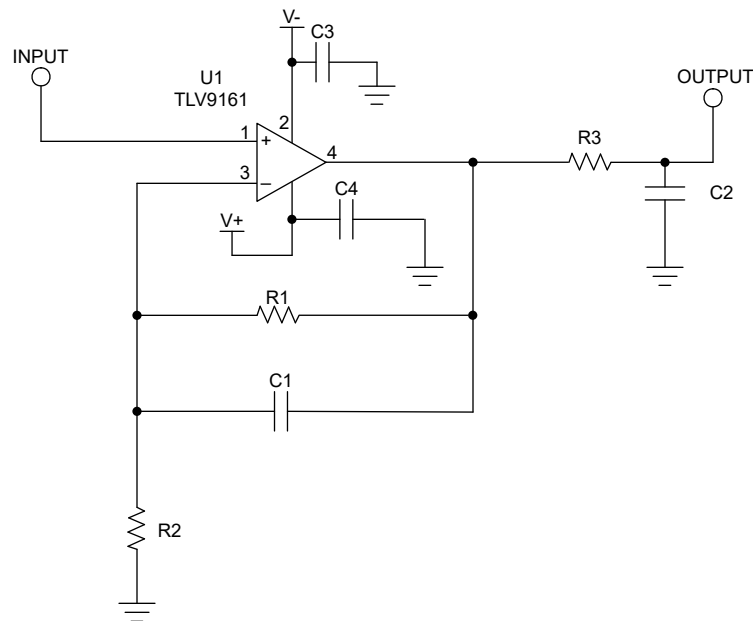 V-
C3
INPUT
U1
TLV9161
OUTPUT
2
1
+
4
R3
3
–
C4
C2
V+
R1
C1
R2